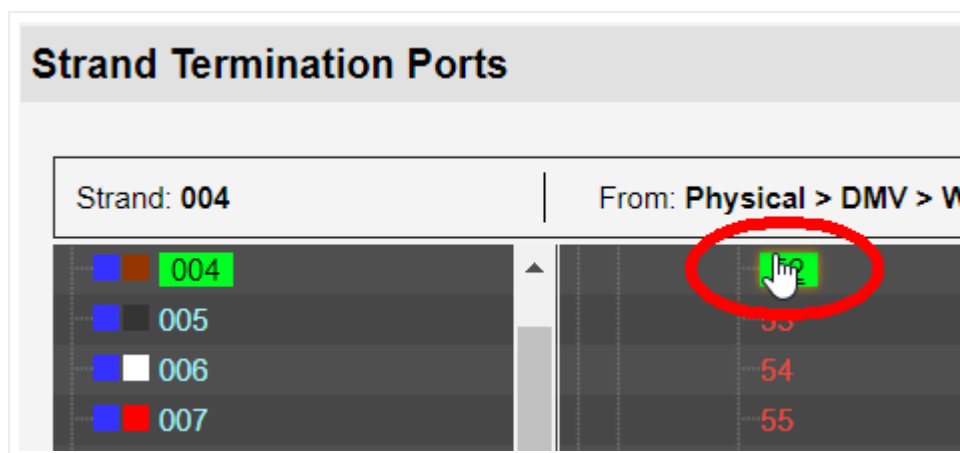 Strand Termination Ports
Strand: 004
From: Physical > DMV > W
004
005
53
006
54
007
55